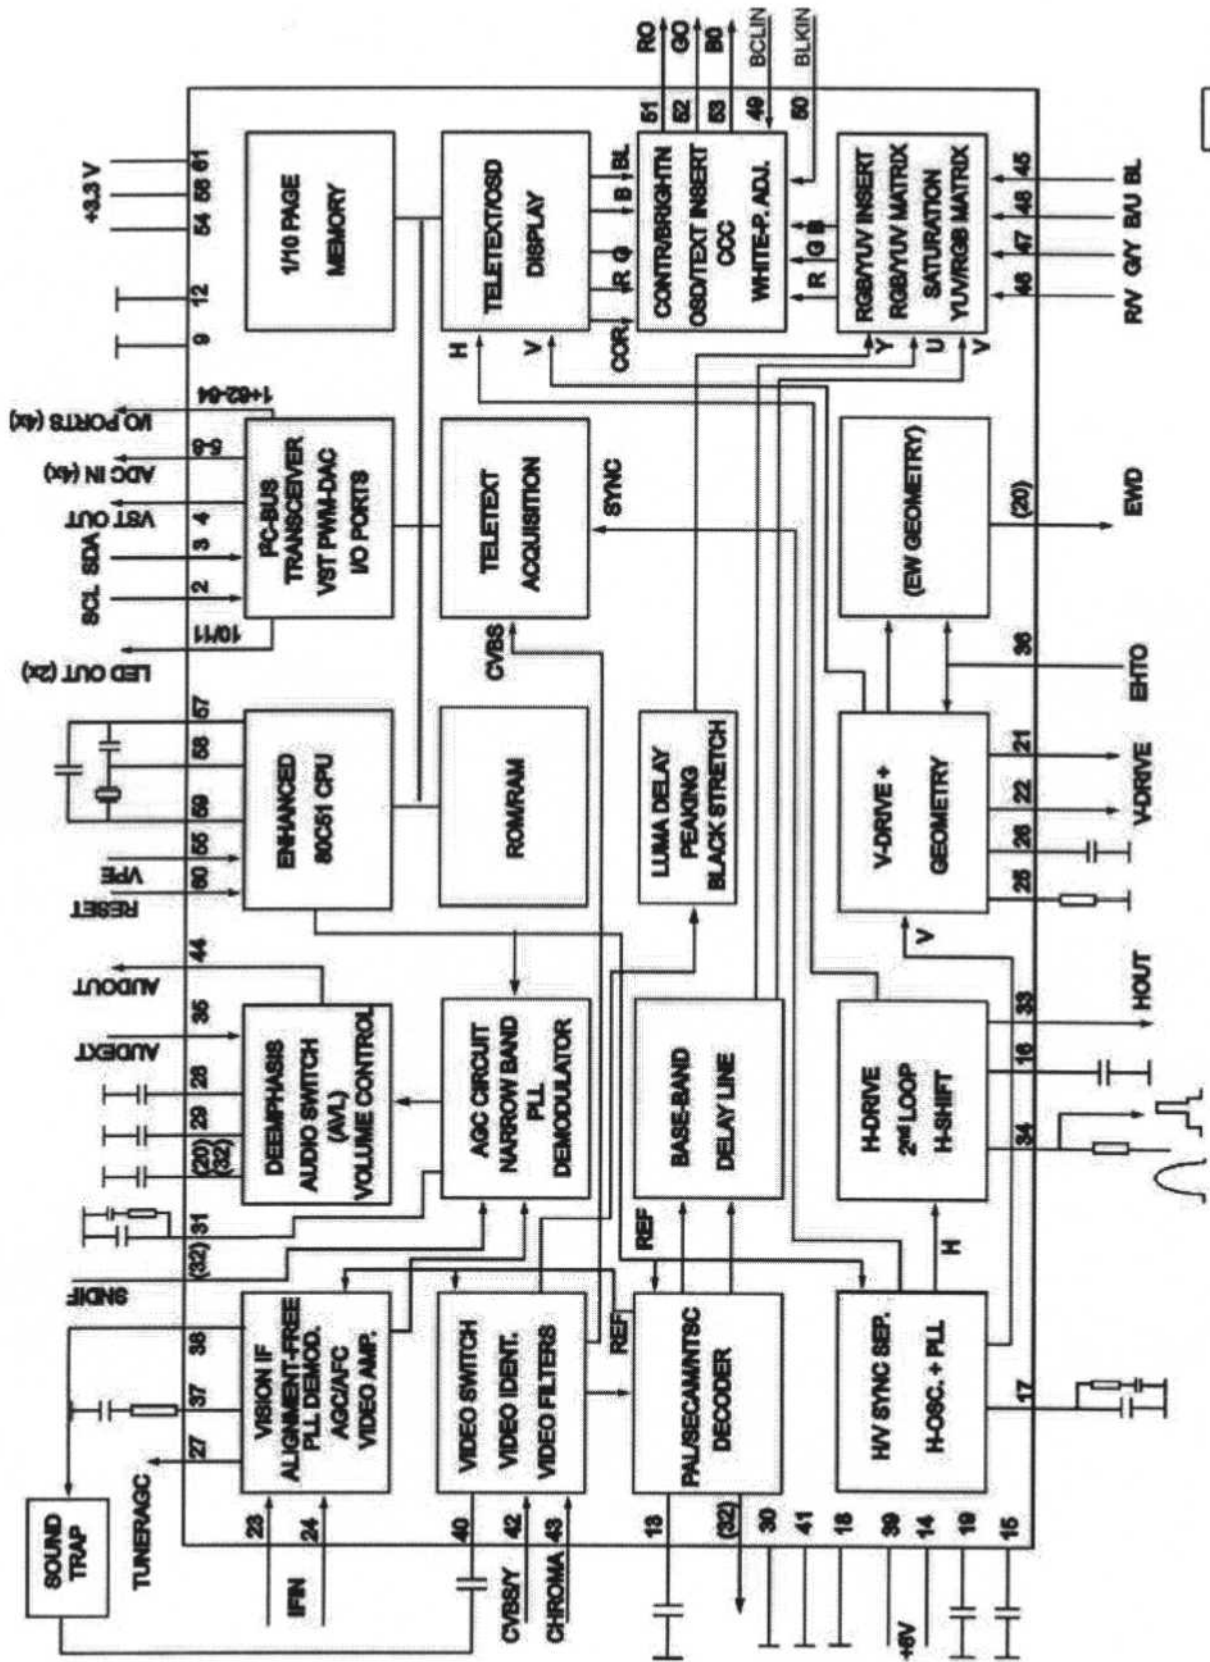 SOUND
TRAP
TUNERAGC
27
37
38
SNDIF
(32)
31
(20)
(32)
29
28
AUDEXT
35
AUDOUT
44
RESET
60
VPE
55
59
58
57
LED OUT (2x)
10/11
SCL
2
SDA
3
VST OUT
4
ADC IN (4x)
5-8
I/O PORTS (4x)
1+62-64
9
12
+3.3 V
54
56
61
IFIN
23
24
VISION IF
ALIGNMENT-FREE
PLL DEMOD.
AGC/AFC
VIDEO AMP.
DEEMPHASIS
AUDIO SWITCH
(AVL)
VOLUME CONTROL
ENHANCED
80C51 CPU
I²C-BUS
TRANSCEIVER
VST PWM-DAC
I/O PORTS
1/10 PAGE
MEMORY
40
CVBS/Y
42
CHROMA
43
VIDEO SWITCH
VIDEO IDENT.
VIDEO FILTERS
AGC CIRCUIT
NARROW BAND
PLL
DEMODULATOR
ROM/RAM
CVBS
TELETEXT
ACQUISITION
SYNC
H
V
TELETEXT/OSD
DISPLAY
COR
R
G
B
BL
REF
REF
13
(32)
30
41
18
PAL/SECAM/NTSC
DECODER
BASE-BAND
DELAY LINE
LUMA DELAY
PEAKING
BLACK STRETCH
CONTR/BRIGHTN
OSD/TEXT INSERT
CCC
WHITE-P. ADJ.
51
RO
52
GO
53
B0
49
BCLIN
50
BLKIN
R
G
B
Y
U
V
+8V
39
14
19
15
H/V SYNC SEP.
H-OSC. + PLL
H
H-DRIVE
2nd LOOP
H-SHIFT
V
V-DRIVE +
GEOMETRY
(EW GEOMETRY)
RGB/YUV INSERT
RGB/YUV MATRIX
SATURATION
YUV/RGB MATRIX
17
34
16
33
HOUT
25
26
22
21
V-DRIVE
36
EHTO
(20)
EWD
46
47
48
45
R/V
G/Y
B/U
BL